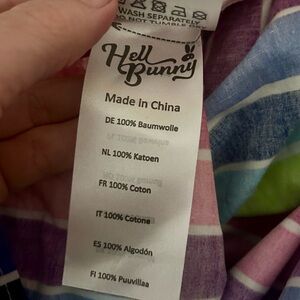 WASH SEPARATELY
DO NOT TUMBLE DRY
Hell
Bunny
Made in China
DE 100% Baumwolle
NL 100% Katoen
FR 100% Coton
IT 100% Cotone
ES 100% Algodón
FI 100% Puuvillaa